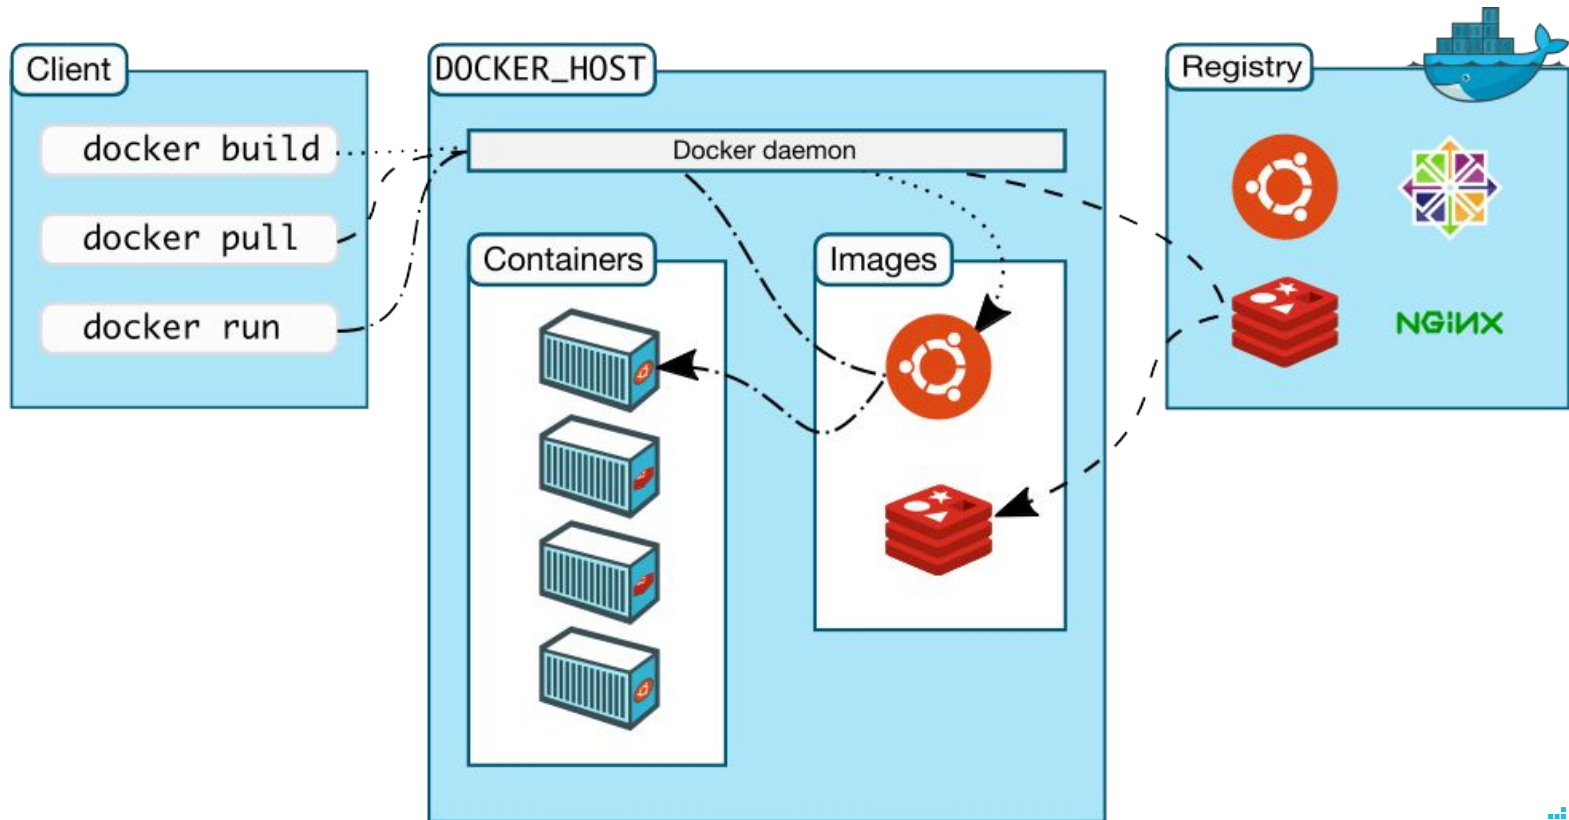 Client
docker build
docker pull
docker run
DOCKER_HOST
Docker daemon
Containers
Images
Registry
NGiNX